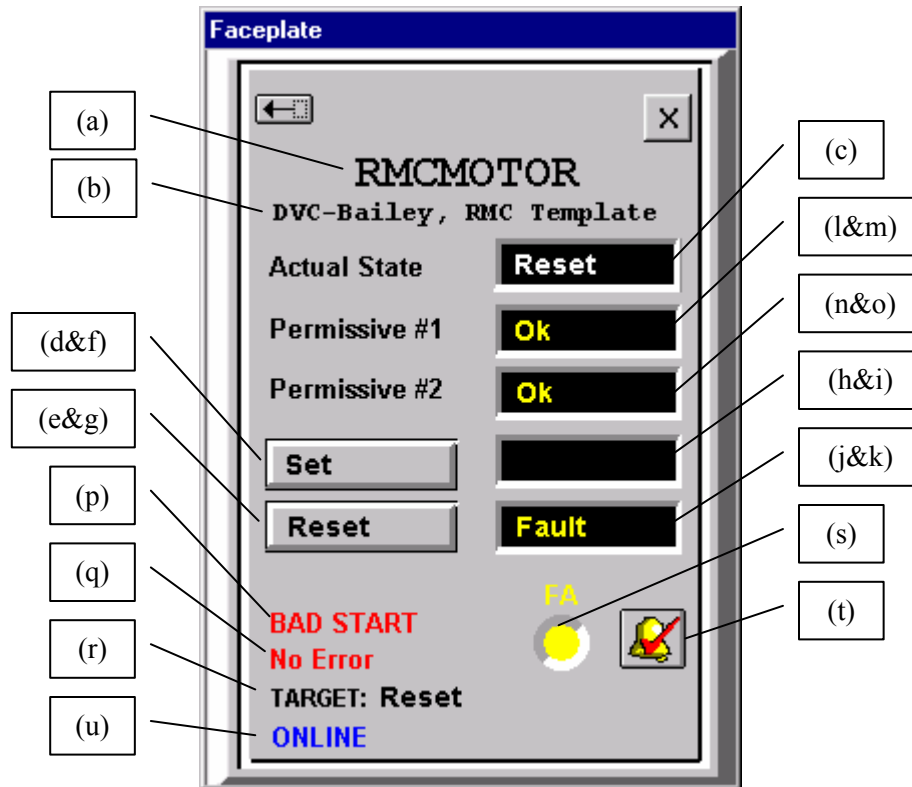 Faceplate
X
(a)
(b)
RMCMOTOR
DVC-Bailey, RMC Template
(c)
Actual State
Reset
(l&m)
Permissive #1
Ok
(n&o)
(d&f)
Permissive #2
Ok
(h&i)
(e&g)
Set
(j&k)
(p)
Reset
Fault
(s)
(q)
FA
BAD START
(t)
No Error
(r)
TARGET: Reset
(u)
ONLINE